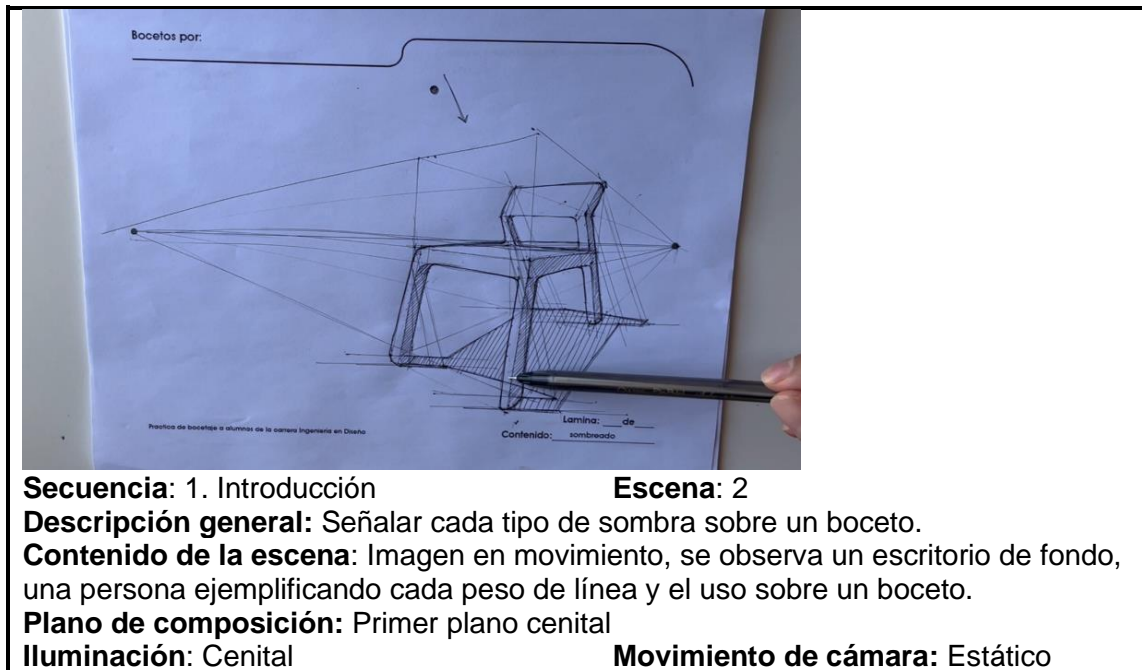 Bocetos por:
Practica de bocetaje a alumnos de la carrera Ingeniería en Diseño
Lamina: ____de____
Contenido: sombreado
Secuencia: 1. Introducción Escena: 2
Descripción general: Señalar cada tipo de sombra sobre un boceto.
Contenido de la escena: Imagen en movimiento, se observa un escritorio de fondo,
una persona ejemplificando cada peso de línea y el uso sobre un boceto.
Plano de composición: Primer plano cenital
Iluminación: Cenital Movimiento de cámara: Estático